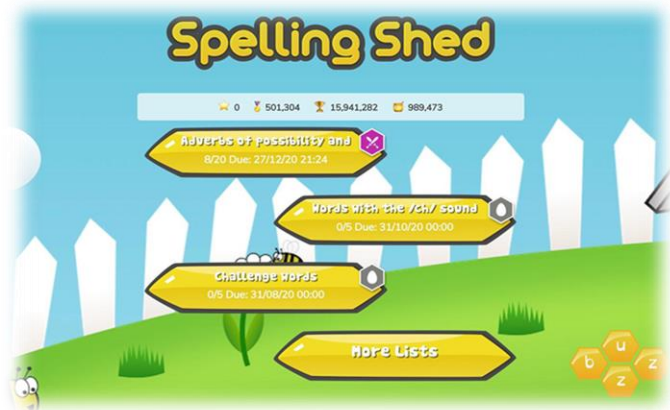 Spelling Shed
0 501,304 15,941,282 989,473
Adverbs of possibility and
8/20 Due: 27/12/20 21:24
Words with the /ch/ sound
0/5 Due: 31/10/20 00:00
Challenge words
0/5 Due: 31/08/20 00:00
More Lists
b u z z